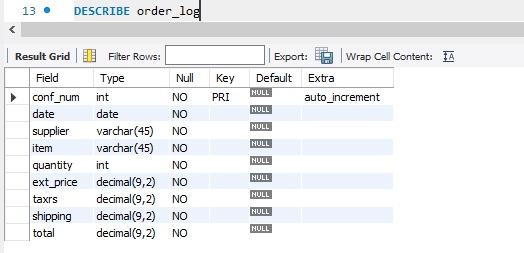 13 DESCRIBE order_log
Result Grid Filter Rows: Export: Wrap Cell Content: IA
Field Type Null Key Default Extra
conf_num int NO PRI NULL auto_increment
date date NO NULL
supplier varchar(45) NO NULL
item varchar(45) NO NULL
quantity int NO NULL
ext_price decimal(9,2) NO NULL
taxrs decimal(9,2) NO NULL
shipping decimal(9,2) NO NULL
total decimal(9,2) NO NULL